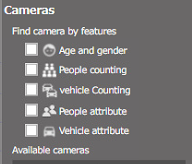 Cameras
Find camera by features
Age and gender
People counting
vehicle Counting
People attribute
Vehicle attribute
Available cameras